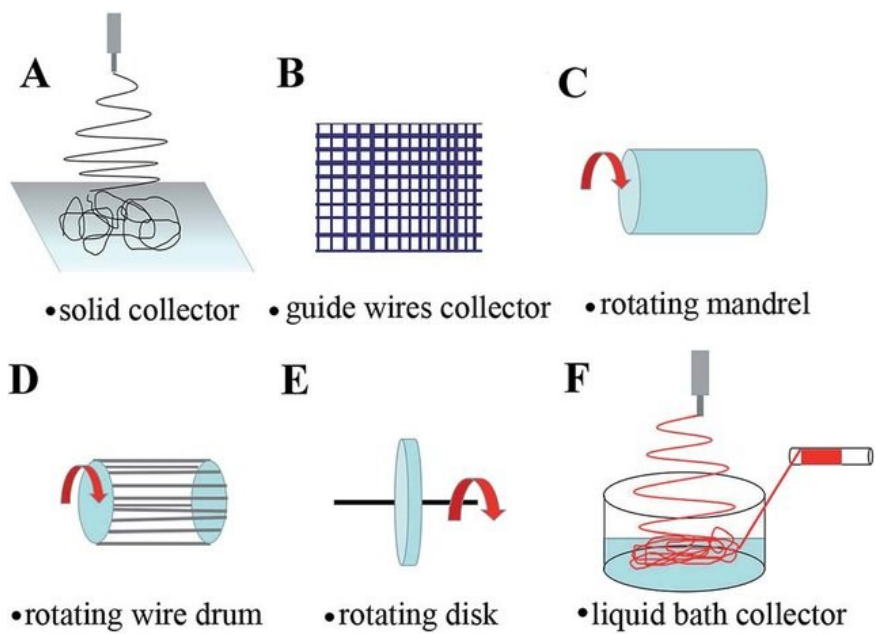 A
B
C
•solid collector
• guide wires collector
•rotating mandrel
D
E
F
•rotating wire drum
•rotating disk
•liquid bath collector